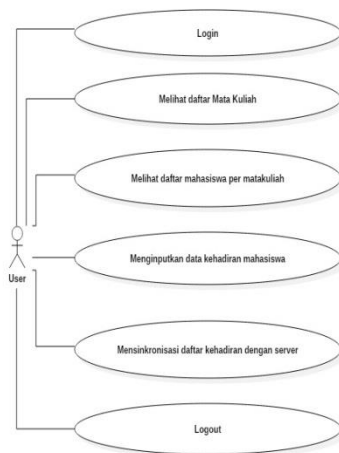 Login
Melihat daftar Mata Kuliah
Melihat daftar mahasiswa per matakuliah
Menginputkan data kehadiran mahasiswa
User
Mensinkronisasi daftar kehadiran dengan server
Logout